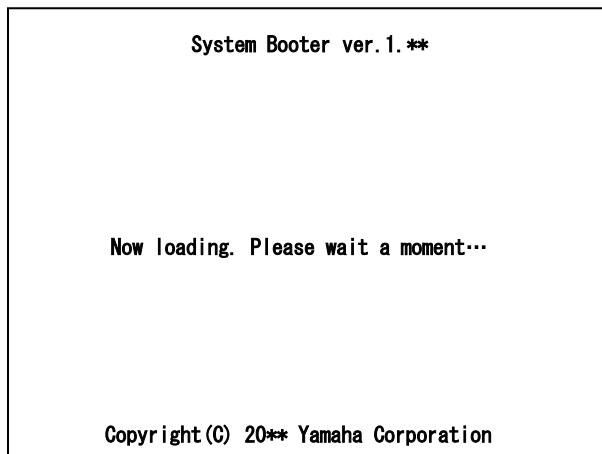 System Booter ver.1.**
Now loading. Please wait a moment…
Copyright(C) 20** Yamaha Corporation